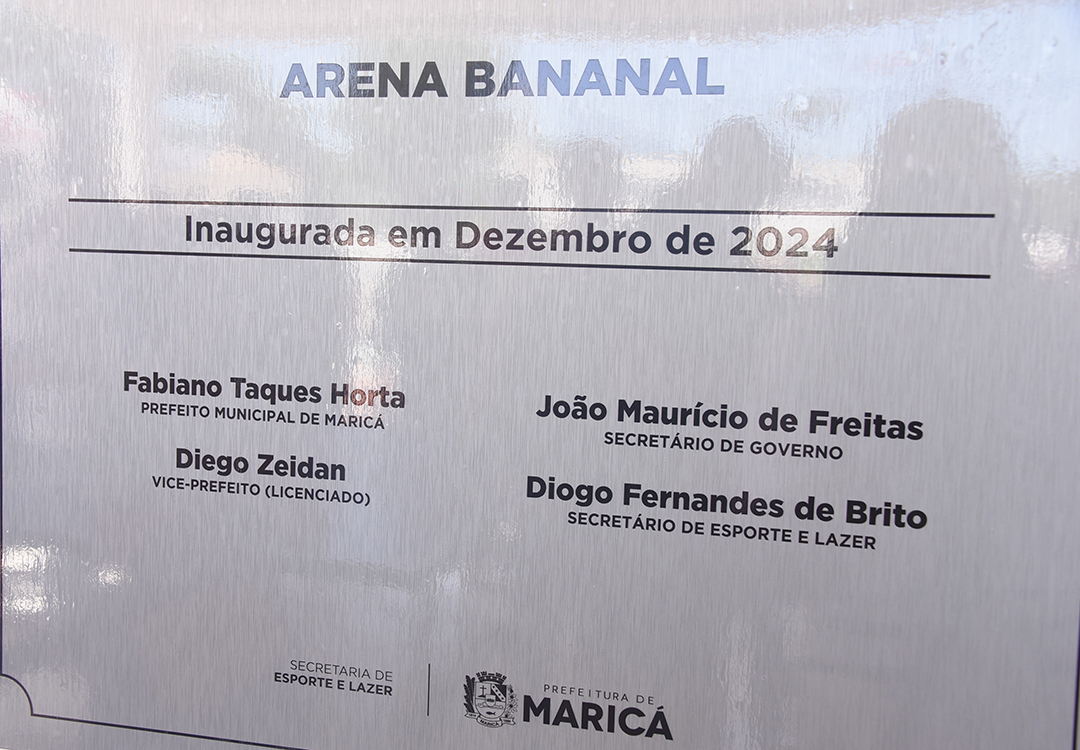 ARENA BANANAL
Inaugurada em Dezembro de 2024
Fabiano Taques Horta
PREFEITO MUNICIPAL DE MARICÁ
Diego Zeidan
VICE-PREFEITO (LICENCIADO)
João Maurício de Freitas
SECRETÁRIO DE GOVERNO
Diogo Fernandes de Brito
SECRETÁRIO DE ESPORTE E LAZER
SECRETARIA DE
ESPORTE E LAZER
PREFEITURA DE
MARICÁ